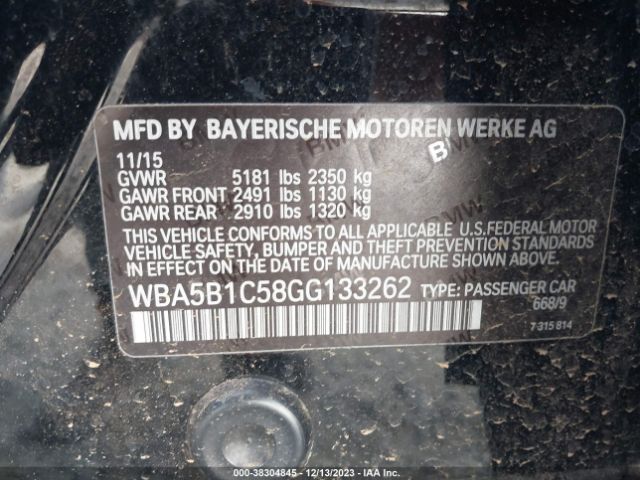 MFD BY BAYERISCHE MOTOREN WERKE AG
11/15
GVWR 5181 lbs 2350 kg
GAWR FRONT 2491 lbs 1130 kg
GAWR REAR 2910 lbs 1320 kg
THIS VEHICLE CONFORMS TO ALL APPLICABLE U.S.FEDERAL MOTOR
VEHICLE SAFETY, BUMPER AND THEFT PREVENTION STANDARDS
IN EFFECT ON THE DATE OF MANUFACTURE SHOWN ABOVE.
WBA5B1C58GG133262 TYPE: PASSENGER CAR
668/9
7-315 814
000-38304845 - 12/13/2023 - IAA Inc.